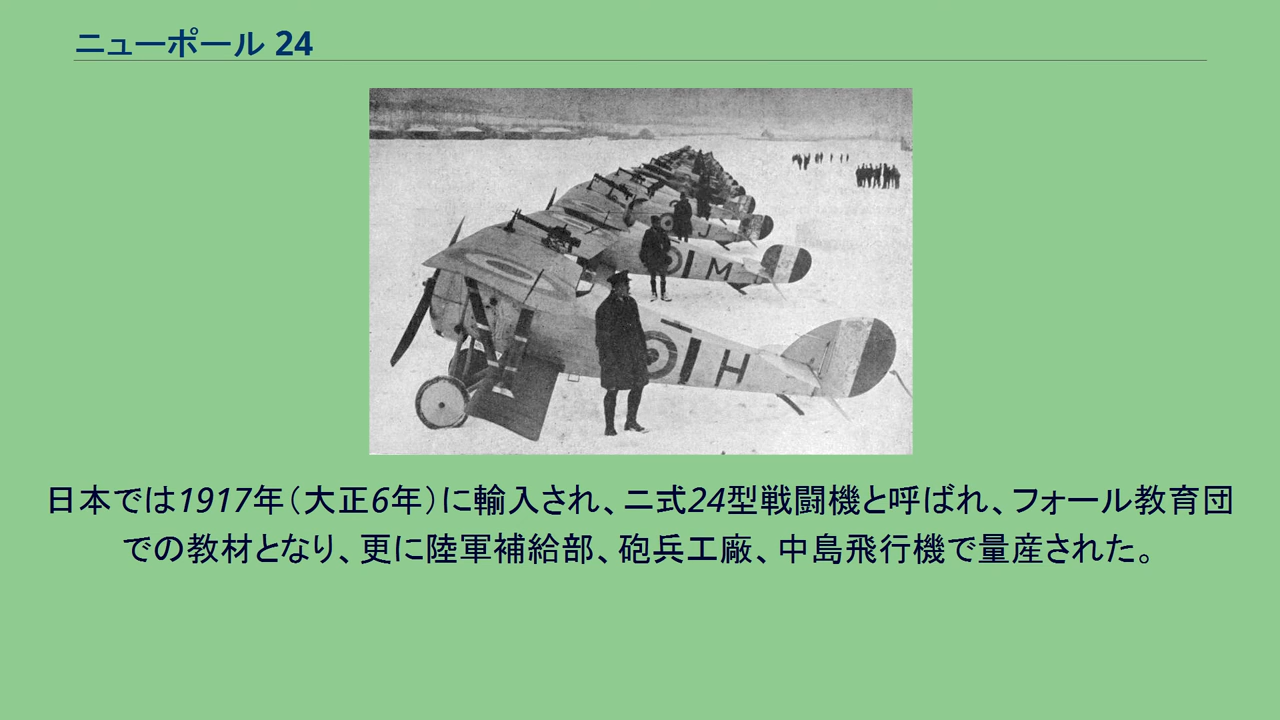 ニューポール 24
J
M
H
日本では1917年（大正6年）に輸入され、ニ式24型戦闘機と呼ばれ、フォール教育団
での教材となり、更に陸軍補給部、砲兵工廠、中島飛行機で量産された。